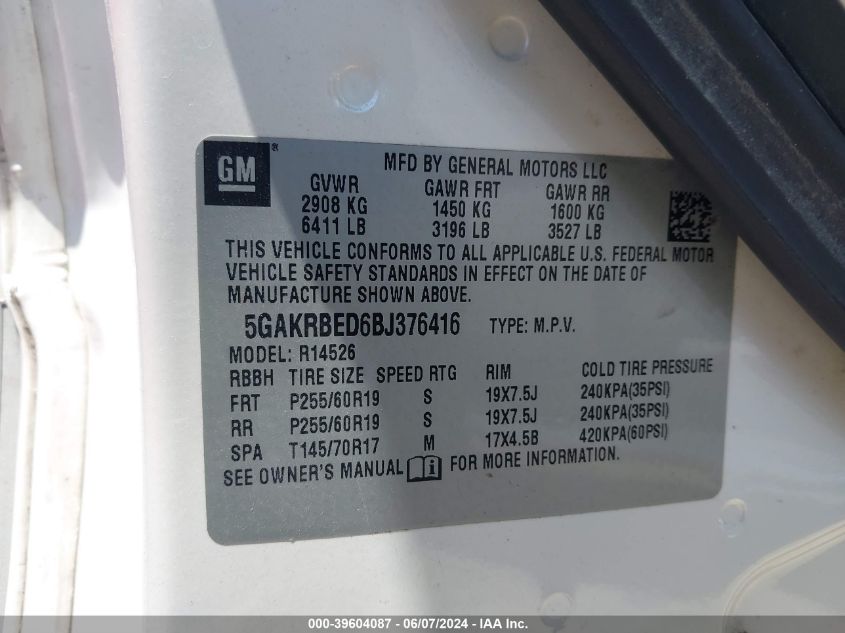 GM ® MFD BY GENERAL MOTORS LLC
GVWR GAWR FRT GAWR RR
2908 KG 1450 KG 1600 KG
6411 LB 3196 LB 3527 LB
THIS VEHICLE CONFORMS TO ALL APPLICABLE U.S. FEDERAL MOTOR
VEHICLE SAFETY STANDARDS IN EFFECT ON THE DATE OF
MANUFACTURE SHOWN ABOVE.
5GAKRBED6BJ376416 TYPE: M.P.V.
MODEL: R14526
RBBH TIRE SIZE SPEED RTG RIM COLD TIRE PRESSURE
FRT P255/60R19 S 19X7.5J 240KPA(35PSI)
RR P255/60R19 S 19X7.5J 240KPA(35PSI)
SPA T145/70R17 M 17X4.5B 420KPA(60PSI)
SEE OWNER'S MANUAL FOR MORE INFORMATION.
000-39604087 - 06/07/2024 - IAA Inc.